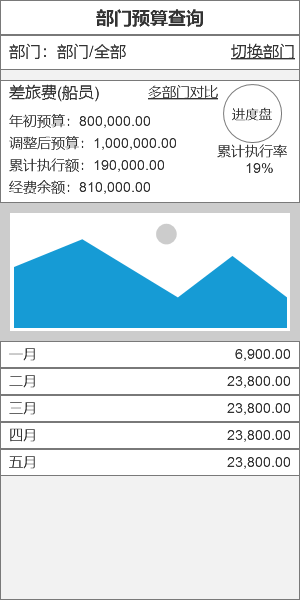 部门预算查询
部门：部门/全部 切换部门
差旅费(船员) 多部门对比
进度盘
年初预算：800,000.00
调整后预算：1,000,000.00
累计执行额：190,000.00
经费余额：810,000.00
累计执行率
19%
一月 6,900.00
二月 23,800.00
三月 23,800.00
四月 23,800.00
五月 23,800.00